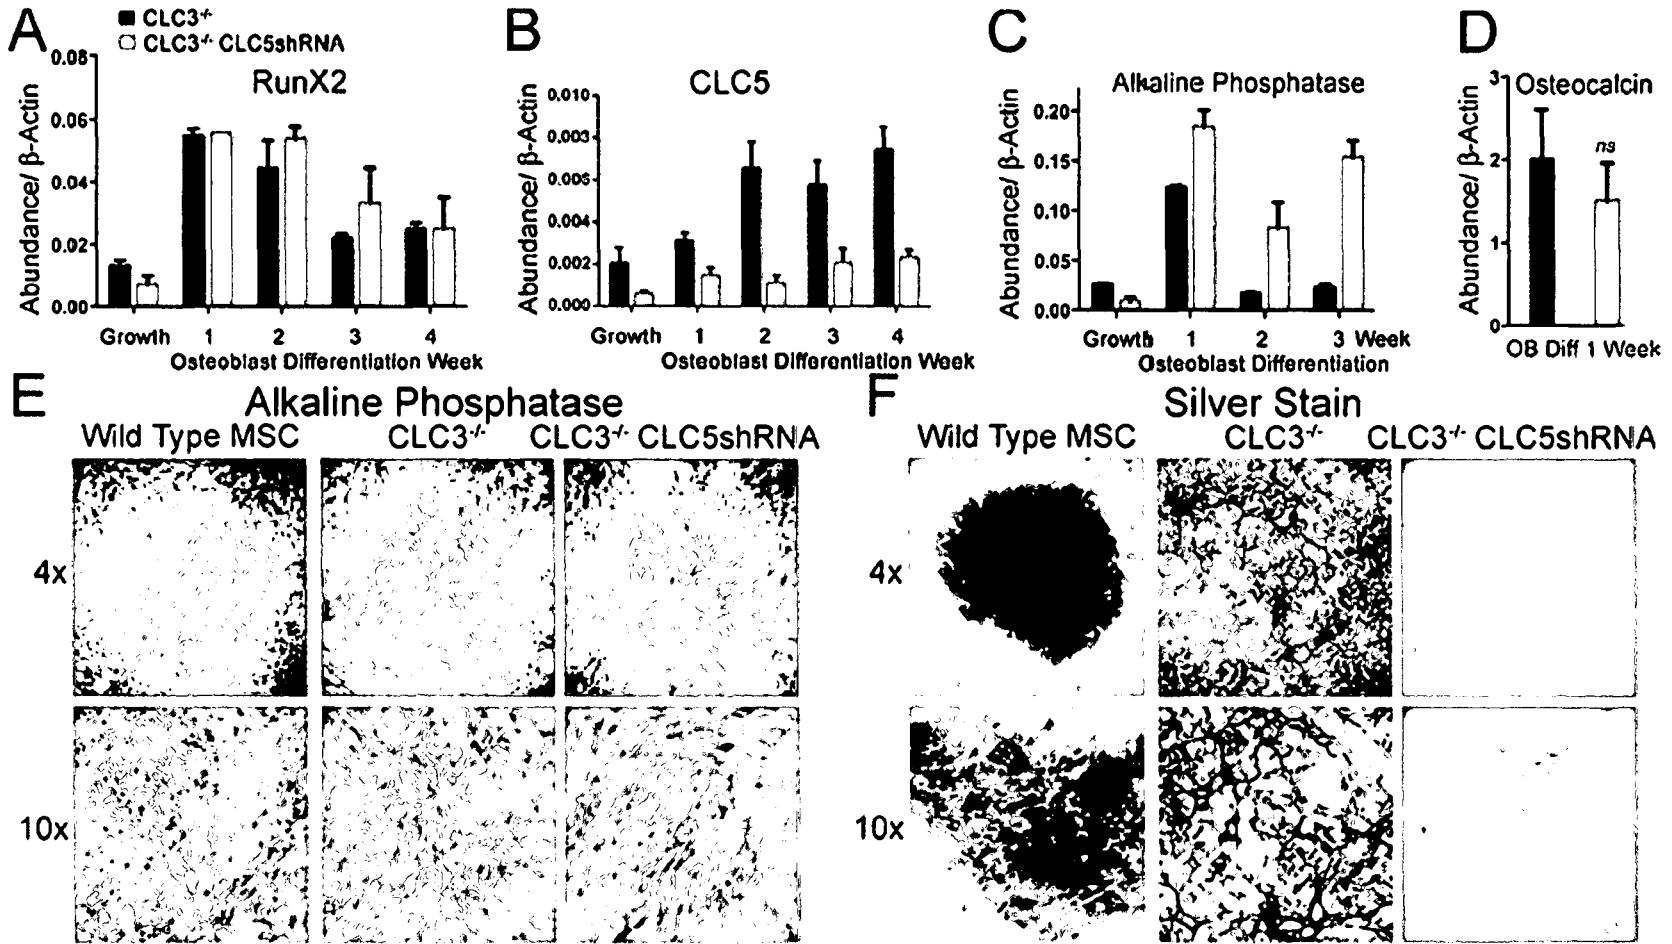 A
CLC3-/-
CLC3-/- CLC5shRNA
RunX2
Abundance/ β-Actin
0.08
0.06
0.04
0.02
0.00
Growth 1 2 3 4
Osteoblast Differentiation Week
B
CLC5
Abundance/ β-Actin
0.010
0.003
0.005
0.004
0.002
0.000
Growth 1 2 3 4
Osteoblast Differentiation Week
C
Alkaline Phosphatase
Abundance/ β-Actin
0.20
0.15
0.10
0.05
0.00
Growth 1 2 3 Week
Osteoblast Differentiation
D
Osteocalcin
Abundance/ β-Actin
3
2
1
0
ns
OB Diff 1 Week
E
Alkaline Phosphatase
Wild Type MSC CLC3-/- CLC3-/- CLC5shRNA
4x
10x
F
Silver Stain
Wild Type MSC CLC3-/- CLC3-/- CLC5shRNA
4x
10x